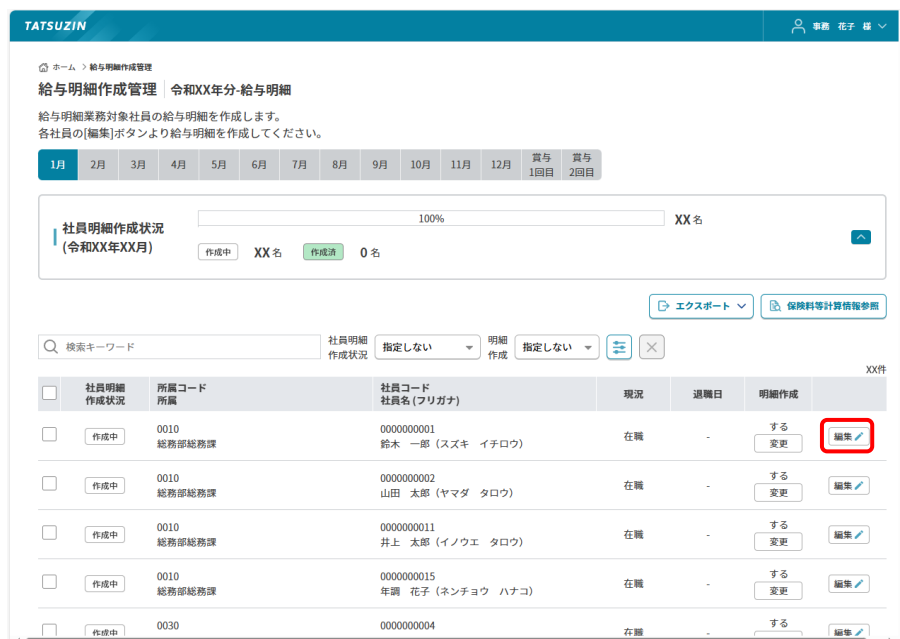 TATSUZIN
事務 花子 様
ホーム > 給与明細作成管理
給与明細作成管理 令和XX年分-給与明細
給与明細業務対象社員の給与明細を作成します。
各社員の[編集]ボタンより給与明細を作成してください。
1月 2月 3月 4月 5月 6月 7月 8月 9月 10月 11月 12月 賞与 賞与
1回目 2回目
社員明細作成状況
(令和XX年XX月)
100% XX名
作成中 XX名 作成済 0名
エクスポート 保険料等計算情報参照
検索キーワード
社員明細
作成状況
指定しない
明細
作成
指定しない
XX件
社員明細
作成状況
所属コード
所属
社員コード
社員名(フリガナ)
現況 退職日 明細作成
作成中
0010
総務部総務課
0000000001
鈴木 一郎(スズキ イチロウ)
在職 -
する
変更
編集
作成中
0010
総務部総務課
0000000002
山田 太郎(ヤマダ タロウ)
在職 -
する
変更
編集
作成中
0010
総務部総務課
0000000011
井上 太郎(イノウエ タロウ)
在職 -
する
変更
編集
作成中
0010
総務部総務課
0000000015
年調 花子(ネンチョウ ハナコ)
在職 -
する
変更
編集
作成中
0030
0000000004
在職
する
変更
編集